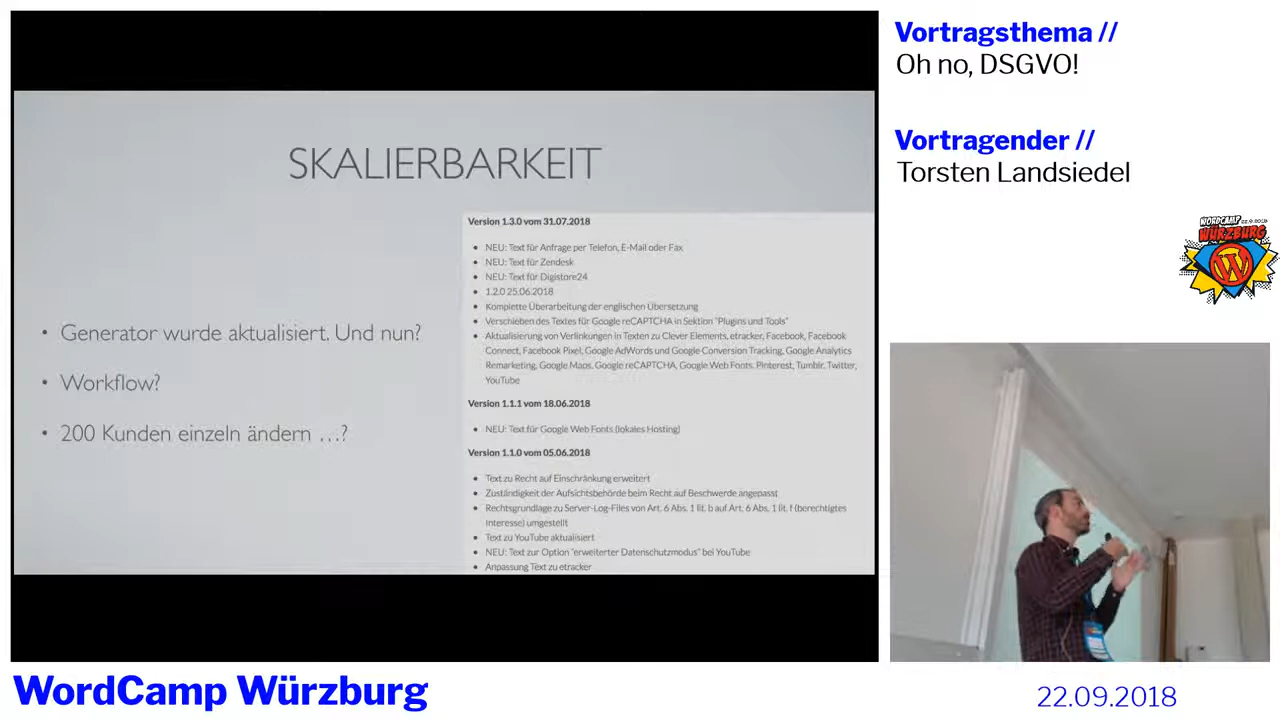 Vortragsthema //
Oh no, DSGVO!
Vortragender //
Torsten Landsiedel
WORDCAMP
22.9.2018
WÜRZBURG
SKALIERBARKEIT
• Generator wurde aktualisiert. Und nun?
• Workflow?
• 200 Kunden einzeln ändern …?
Version 1.3.0 vom 31.07.2018
• NEU: Text für Anfrage per Telefon, E-Mail oder Fax
• NEU: Text für Zendesk
• NEU: Text für Digistore24
• 1.2.0 25.06.2018
• Komplette Überarbeitung der englischen Übersetzung
• Verschieben des Textes für Google reCAPTCHA in Sektion "Plugins und Tools"
• Aktualisierung von Verlinkungen in Texten zu Clever Elements, etracker, Facebook, Facebook
Connect, Facebook Pixel, Google AdWords und Google Conversion Tracking, Google Analytics
Remarketing, Google Maps, Google reCAPTCHA, Google Web Fonts. Pinterest, Tumblr. Twitter,
YouTube
Version 1.1.1 vom 18.06.2018
• NEU: Text für Google Web Fonts (lokales Hosting)
Version 1.1.0 vom 05.06.2018
• Text zu Recht auf Einschränkung erweitert
• Zuständigkeit der Aufsichtsbehörde beim Recht auf Beschwerde angepasst
• Rechtsgrundlage zu Server-Log-Files von Art. 6 Abs. 1 lit. b auf Art. 6 Abs. 1 lit. f (berechtigtes
Interesse) umgestellt
• Text zu YouTube aktualisiert
• NEU: Text zur Option "erweiterter Datenschutzmodus" bei YouTube
• Anpassung Text zu etracker
WordCamp Würzburg
22.09.2018